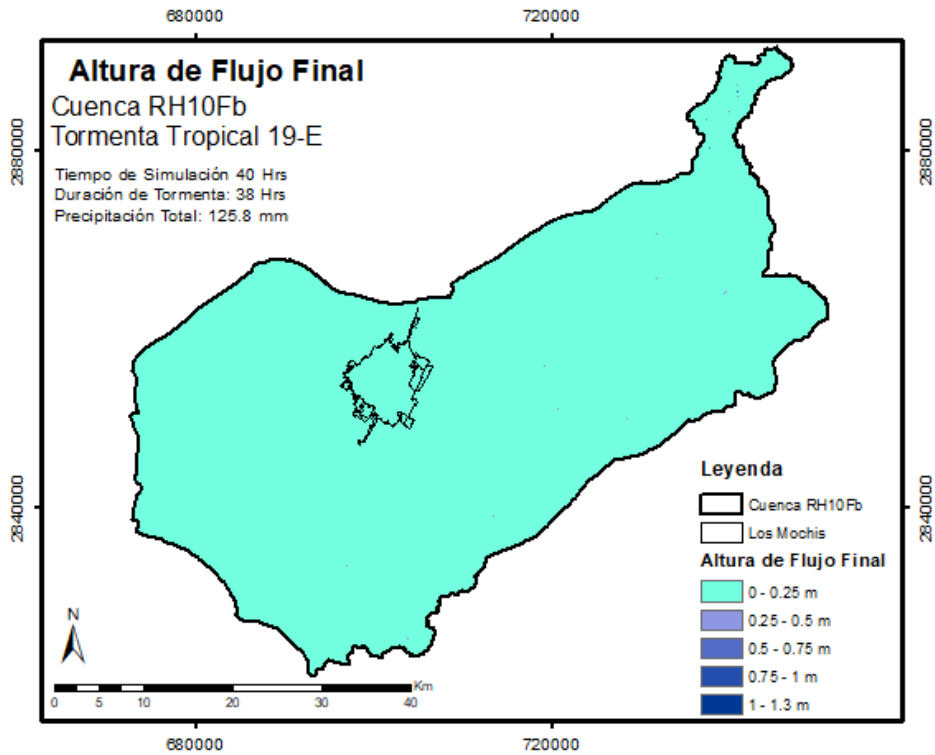 680000
720000
Altura de Flujo Final
Cuenca RH10Fb
Tormenta Tropical 19-E
Tiempo de Simulación 40 Hrs
Duración de Tormenta: 38 Hrs
Precipitación Total: 125.8 mm
2880000
2880000
2840000
2840000
Leyenda
Cuenca RH10Fb
Los Mochis
Altura de Flujo Final
0 - 0.25 m
0.25 - 0.5 m
0.5 - 0.75 m
0.75 - 1 m
1 - 1.3 m
N
Km
0 5 10 20 30 40
680000
720000